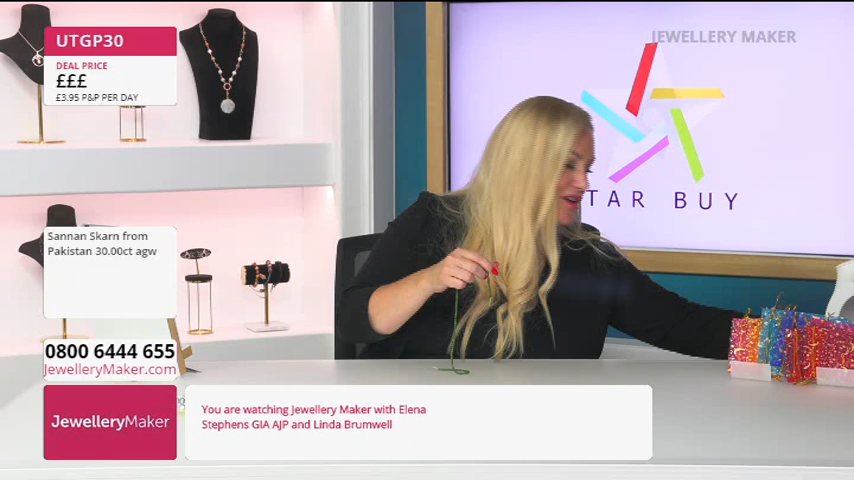 JEWELLERY MAKER
UTGP30
DEAL PRICE
£££
£3.95 P&P PER DAY
TAR BUY
Sannan Skarn from
Pakistan 30.00ct agw
0800 6444 655
JewelleryMaker.com
JewelleryMaker
You are watching Jewellery Maker with Elena
Stephens GIA AJP and Linda Brumwell